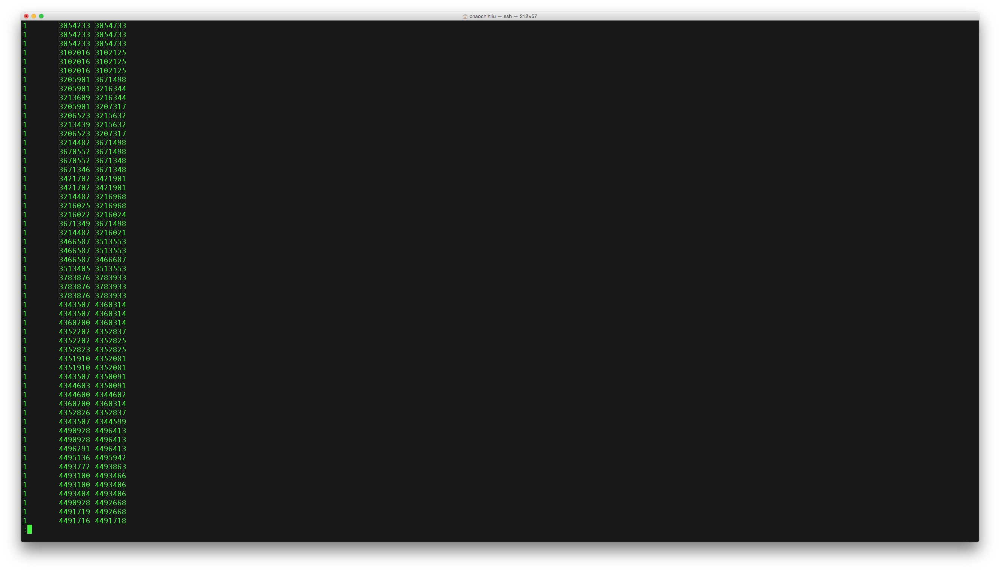 chaochihliu — ssh — 212×57
1 3054233 3054733
1 3054233 3054733
1 3054233 3054733
1 3102016 3102125
1 3102016 3102125
1 3102016 3102125
1 3205901 3671498
1 3205901 3216344
1 3213609 3216344
1 3205901 3207317
1 3206523 3215632
1 3213439 3215632
1 3206523 3207317
1 3214482 3671498
1 3670552 3671498
1 3670552 3671348
1 3671346 3671348
1 3421702 3421901
1 3421702 3421901
1 3214482 3216968
1 3216025 3216968
1 3216022 3216024
1 3671349 3671498
1 3214482 3216021
1 3466587 3513553
1 3466587 3513553
1 3466587 3466687
1 3513405 3513553
1 3783876 3783933
1 3783876 3783933
1 3783876 3783933
1 4343507 4360314
1 4343507 4360314
1 4360200 4360314
1 4352202 4352837
1 4352202 4352825
1 4352823 4352825
1 4351910 4352081
1 4351910 4352081
1 4343507 4350091
1 4344603 4350091
1 4344600 4344602
1 4360200 4360314
1 4352826 4352837
1 4343507 4344599
1 4490928 4496413
1 4490928 4496413
1 4496291 4496413
1 4495136 4495942
1 4493772 4493863
1 4493100 4493466
1 4493100 4493406
1 4493404 4493406
1 4490928 4492668
1 4491719 4492668
1 4491716 4491718
: